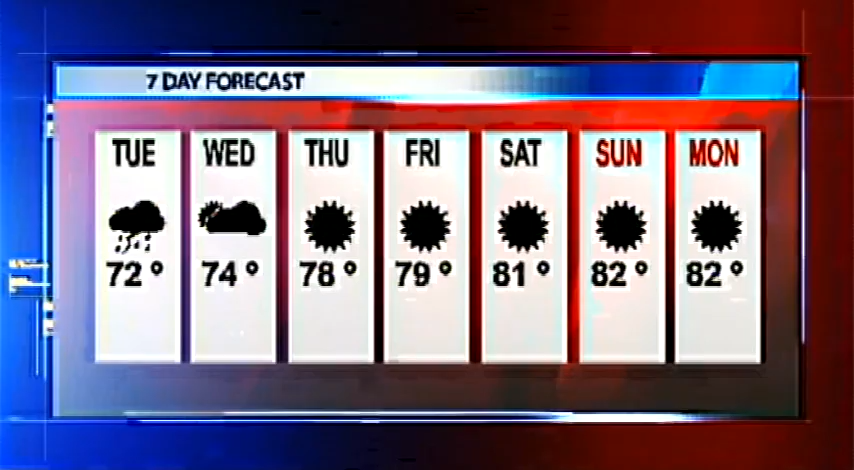 7 DAY FORECAST
TUE WED THU FRI SAT SUN MON
72° 74° 78° 79° 81° 82° 82°